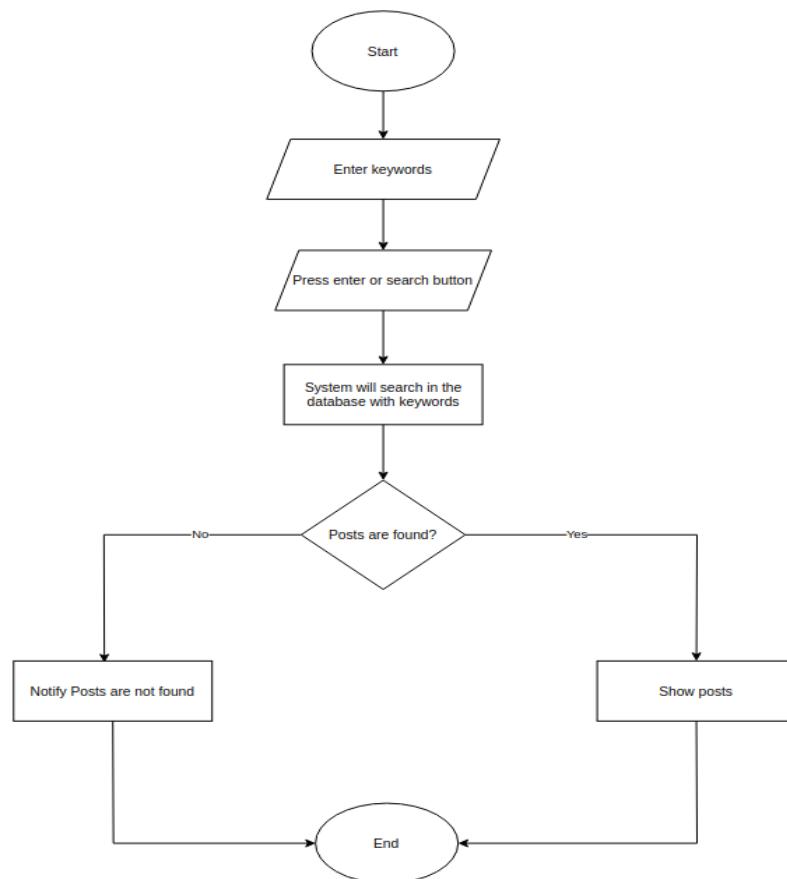 Start
Enter keywords
Press enter or search button
System will search in the
database with keywords
Posts are found?
No
Yes
Notify Posts are not found
Show posts
End